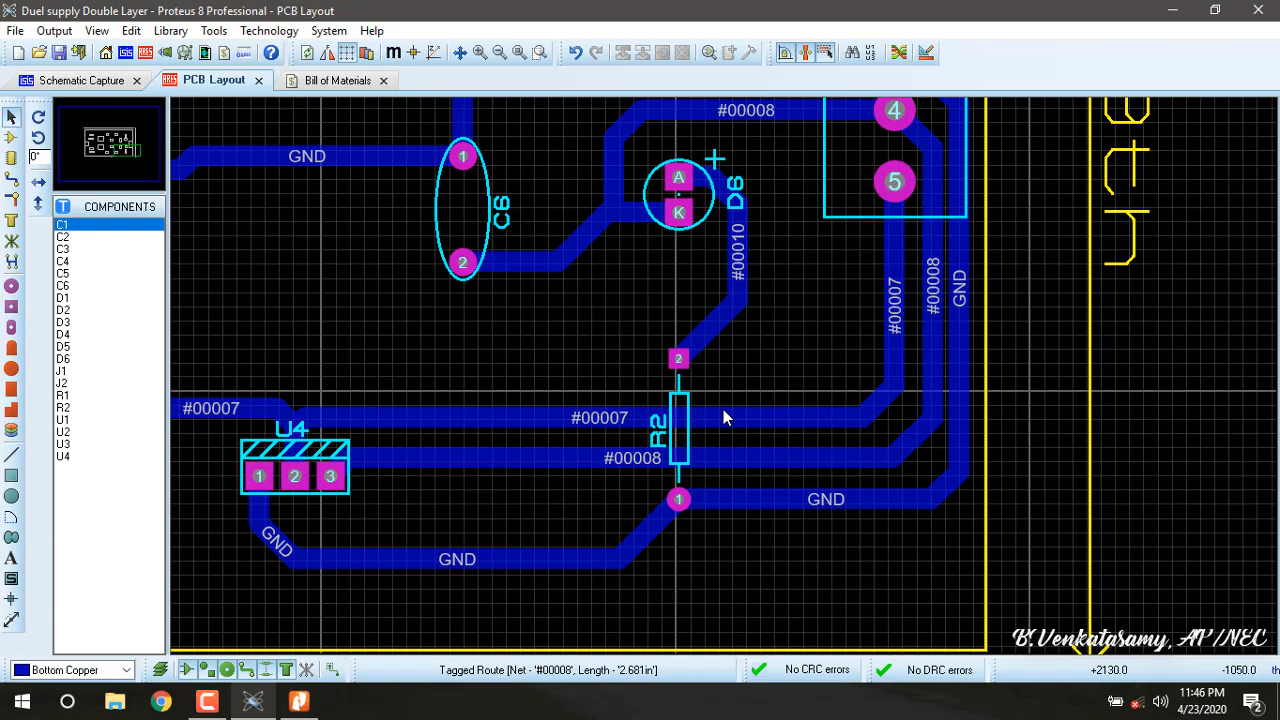 Duel supply Double Layer - Proteus 8 Professional - PCB Layout
File Output View Edit Library Tools Technology System Help
Schematic Capture PCB Layout Bill of Materials
0°
COMPONENTS
C1
C2
C3
C4
C5
C6
D1
D2
D3
D4
D5
D6
J1
J2
R1
R2
U1
U2
U3
U4
#00008
4
GND
1
A
+
D6
5
K
C6
2
#00010
#00007
#00008
GND
2
#00007
#00007
U4
R2
#00008
1 2 3
1
GND
GND
GND
B.Venkatasamy, AP/NEC
Bottom Copper
Tagged Route [Net - '#00008', Length - '2.681in']
No CRC errors
No DRC errors
+2130.0
-1050.0
th
11:46 PM
4/23/2020
2